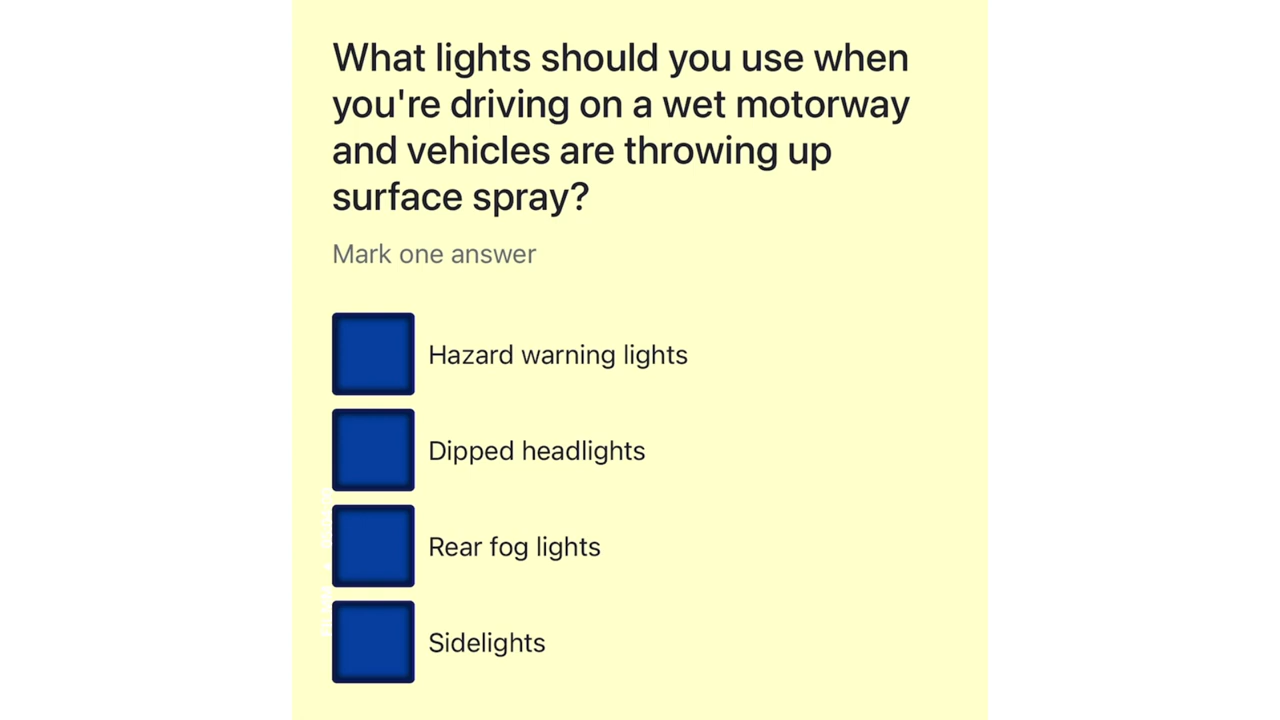 What lights should you use when
you're driving on a wet motorway
and vehicles are throwing up
surface spray?
Mark one answer
Hazard warning lights
Dipped headlights
Rear fog lights
Sidelights